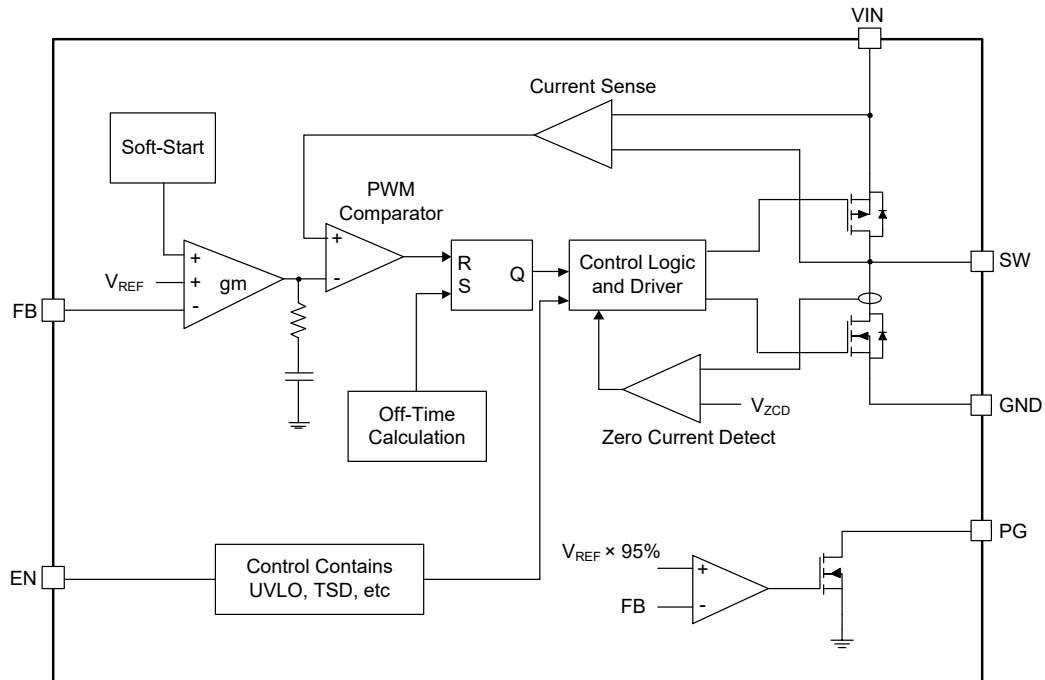 VIN
Current Sense
Soft-Start
PWM
Comparator
+
-
R
S
Q
Control Logic
and Driver
SW
+
+
-
gm
VREF
FB
Off-Time
Calculation
VZCD
Zero Current Detect
GND
PG
VREF × 95%
+
FB
-
EN
Control Contains
UVLO, TSD, etc